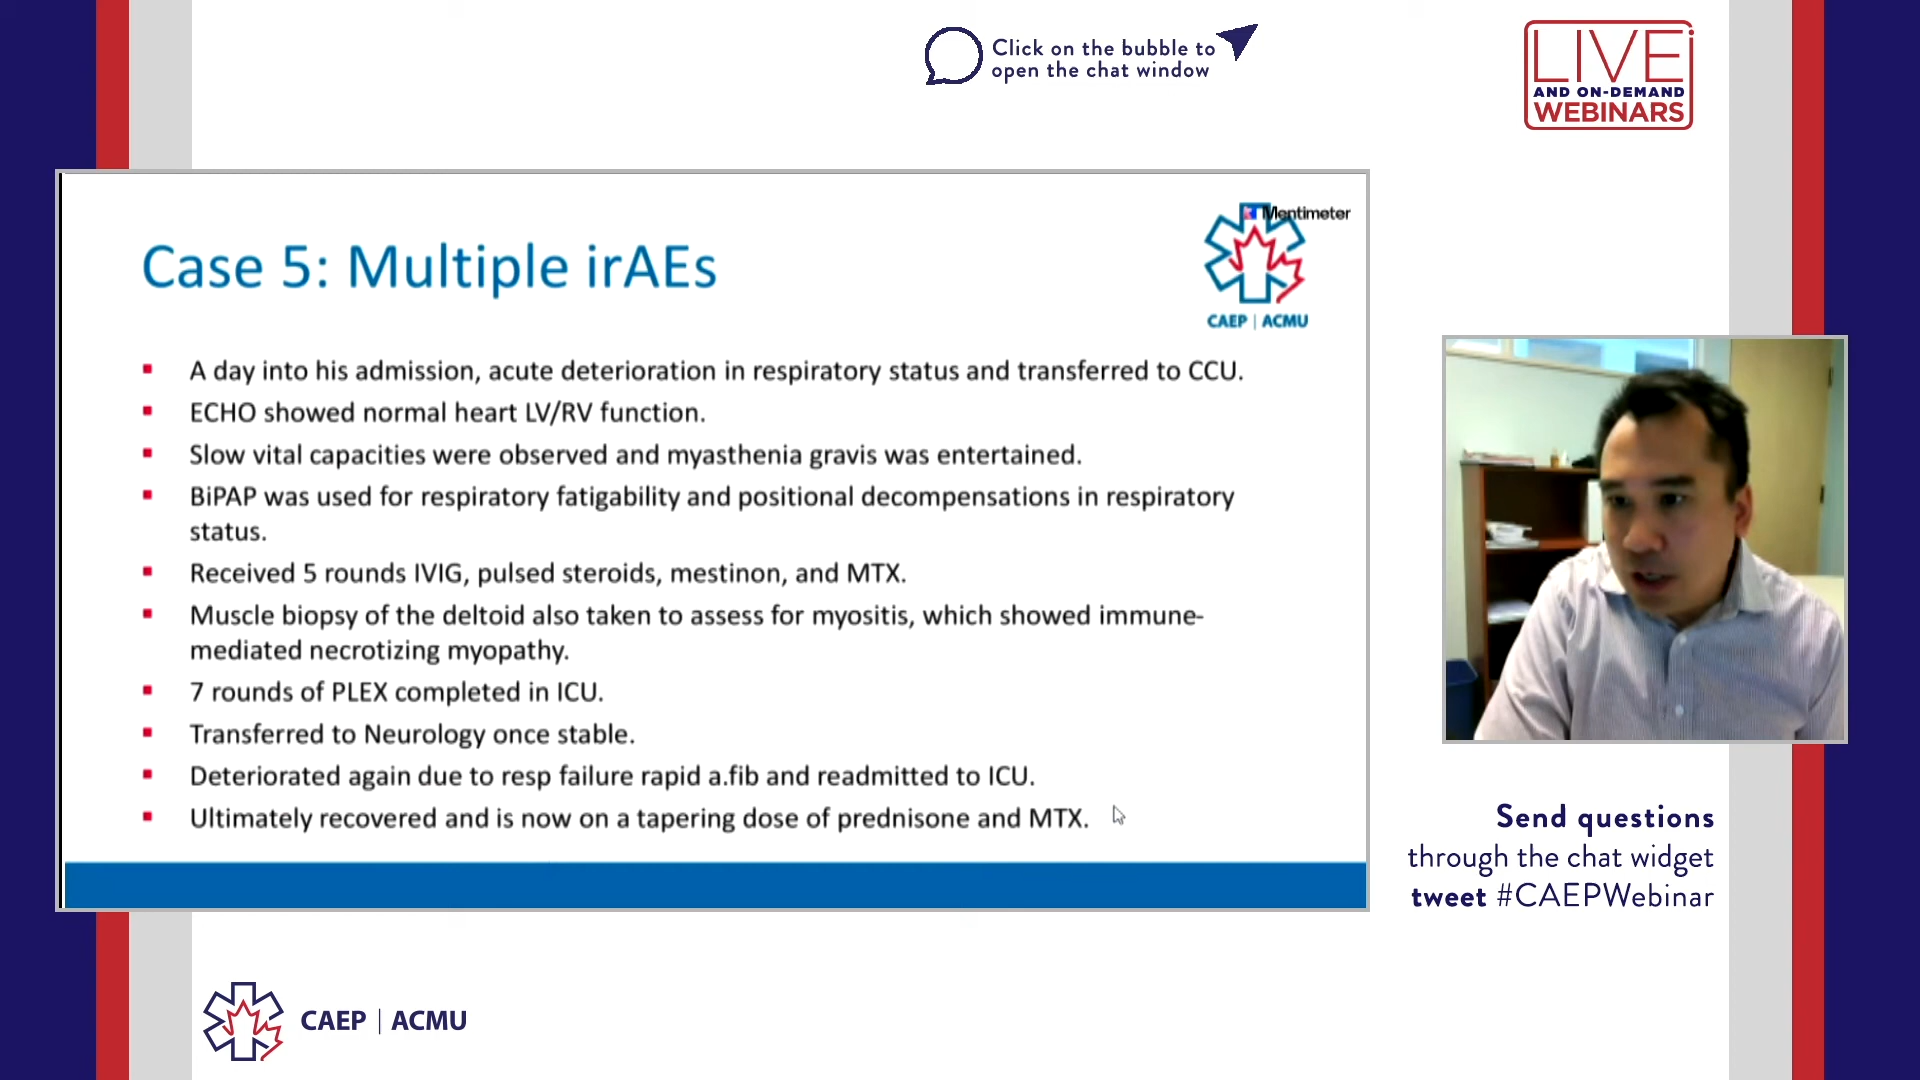 Click on the bubble to
open the chat window
LIVE
AND ON-DEMAND
WEBINARS
Mentimeter
CAEP | ACMU
Case 5: Multiple irAEs
▪ A day into his admission, acute deterioration in respiratory status and transferred to CCU.
▪ ECHO showed normal heart LV/RV function.
▪ Slow vital capacities were observed and myasthenia gravis was entertained.
▪ BiPAP was used for respiratory fatigability and positional decompensations in respiratory
status.
▪ Received 5 rounds IVIG, pulsed steroids, mestinon, and MTX.
▪ Muscle biopsy of the deltoid also taken to assess for myositis, which showed immune-
mediated necrotizing myopathy.
▪ 7 rounds of PLEX completed in ICU.
▪ Transferred to Neurology once stable.
▪ Deteriorated again due to resp failure rapid a.fib and readmitted to ICU.
▪ Ultimately recovered and is now on a tapering dose of prednisone and MTX.
Send questions
through the chat widget
tweet #CAEPWebinar
CAEP | ACMU